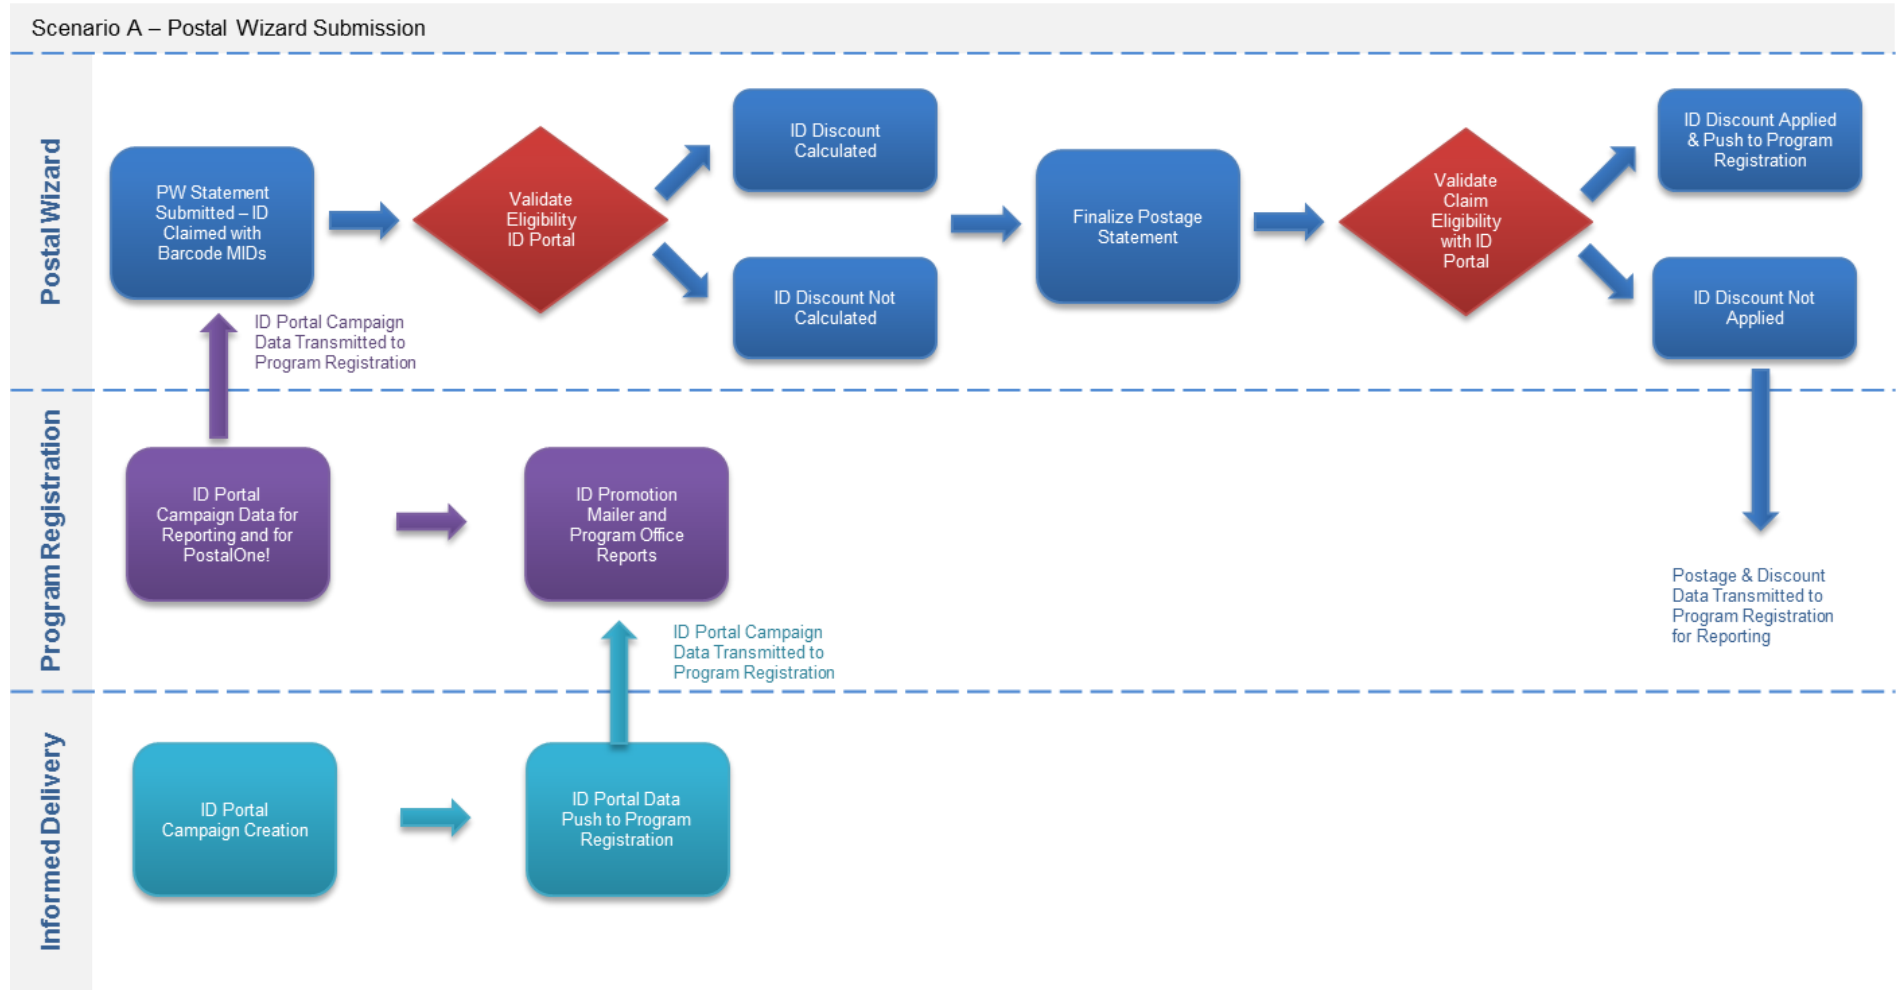 Scenario A – Postal Wizard Submission
Postal Wizard
PW Statement
Submitted – ID
Claimed with
Barcode MIDs
Validate
Eligibility
ID Portal
ID Discount
Calculated
ID Discount Not
Calculated
Finalize Postage
Statement
Validate
Claim
Eligibility
with ID
Portal
ID Discount Applied
& Push to Program
Registration
ID Discount Not
Applied
ID Portal Campaign
Data Transmitted to
Program Registration
Program Registration
ID Portal
Campaign Data for
Reporting and for
PostalOne!
ID Promotion
Mailer and
Program Office
Reports
Postage & Discount
Data Transmitted to
Program Registration
for Reporting
ID Portal Campaign
Data Transmitted to
Program Registration
Informed Delivery
ID Portal
Campaign Creation
ID Portal Data
Push to Program
Registration